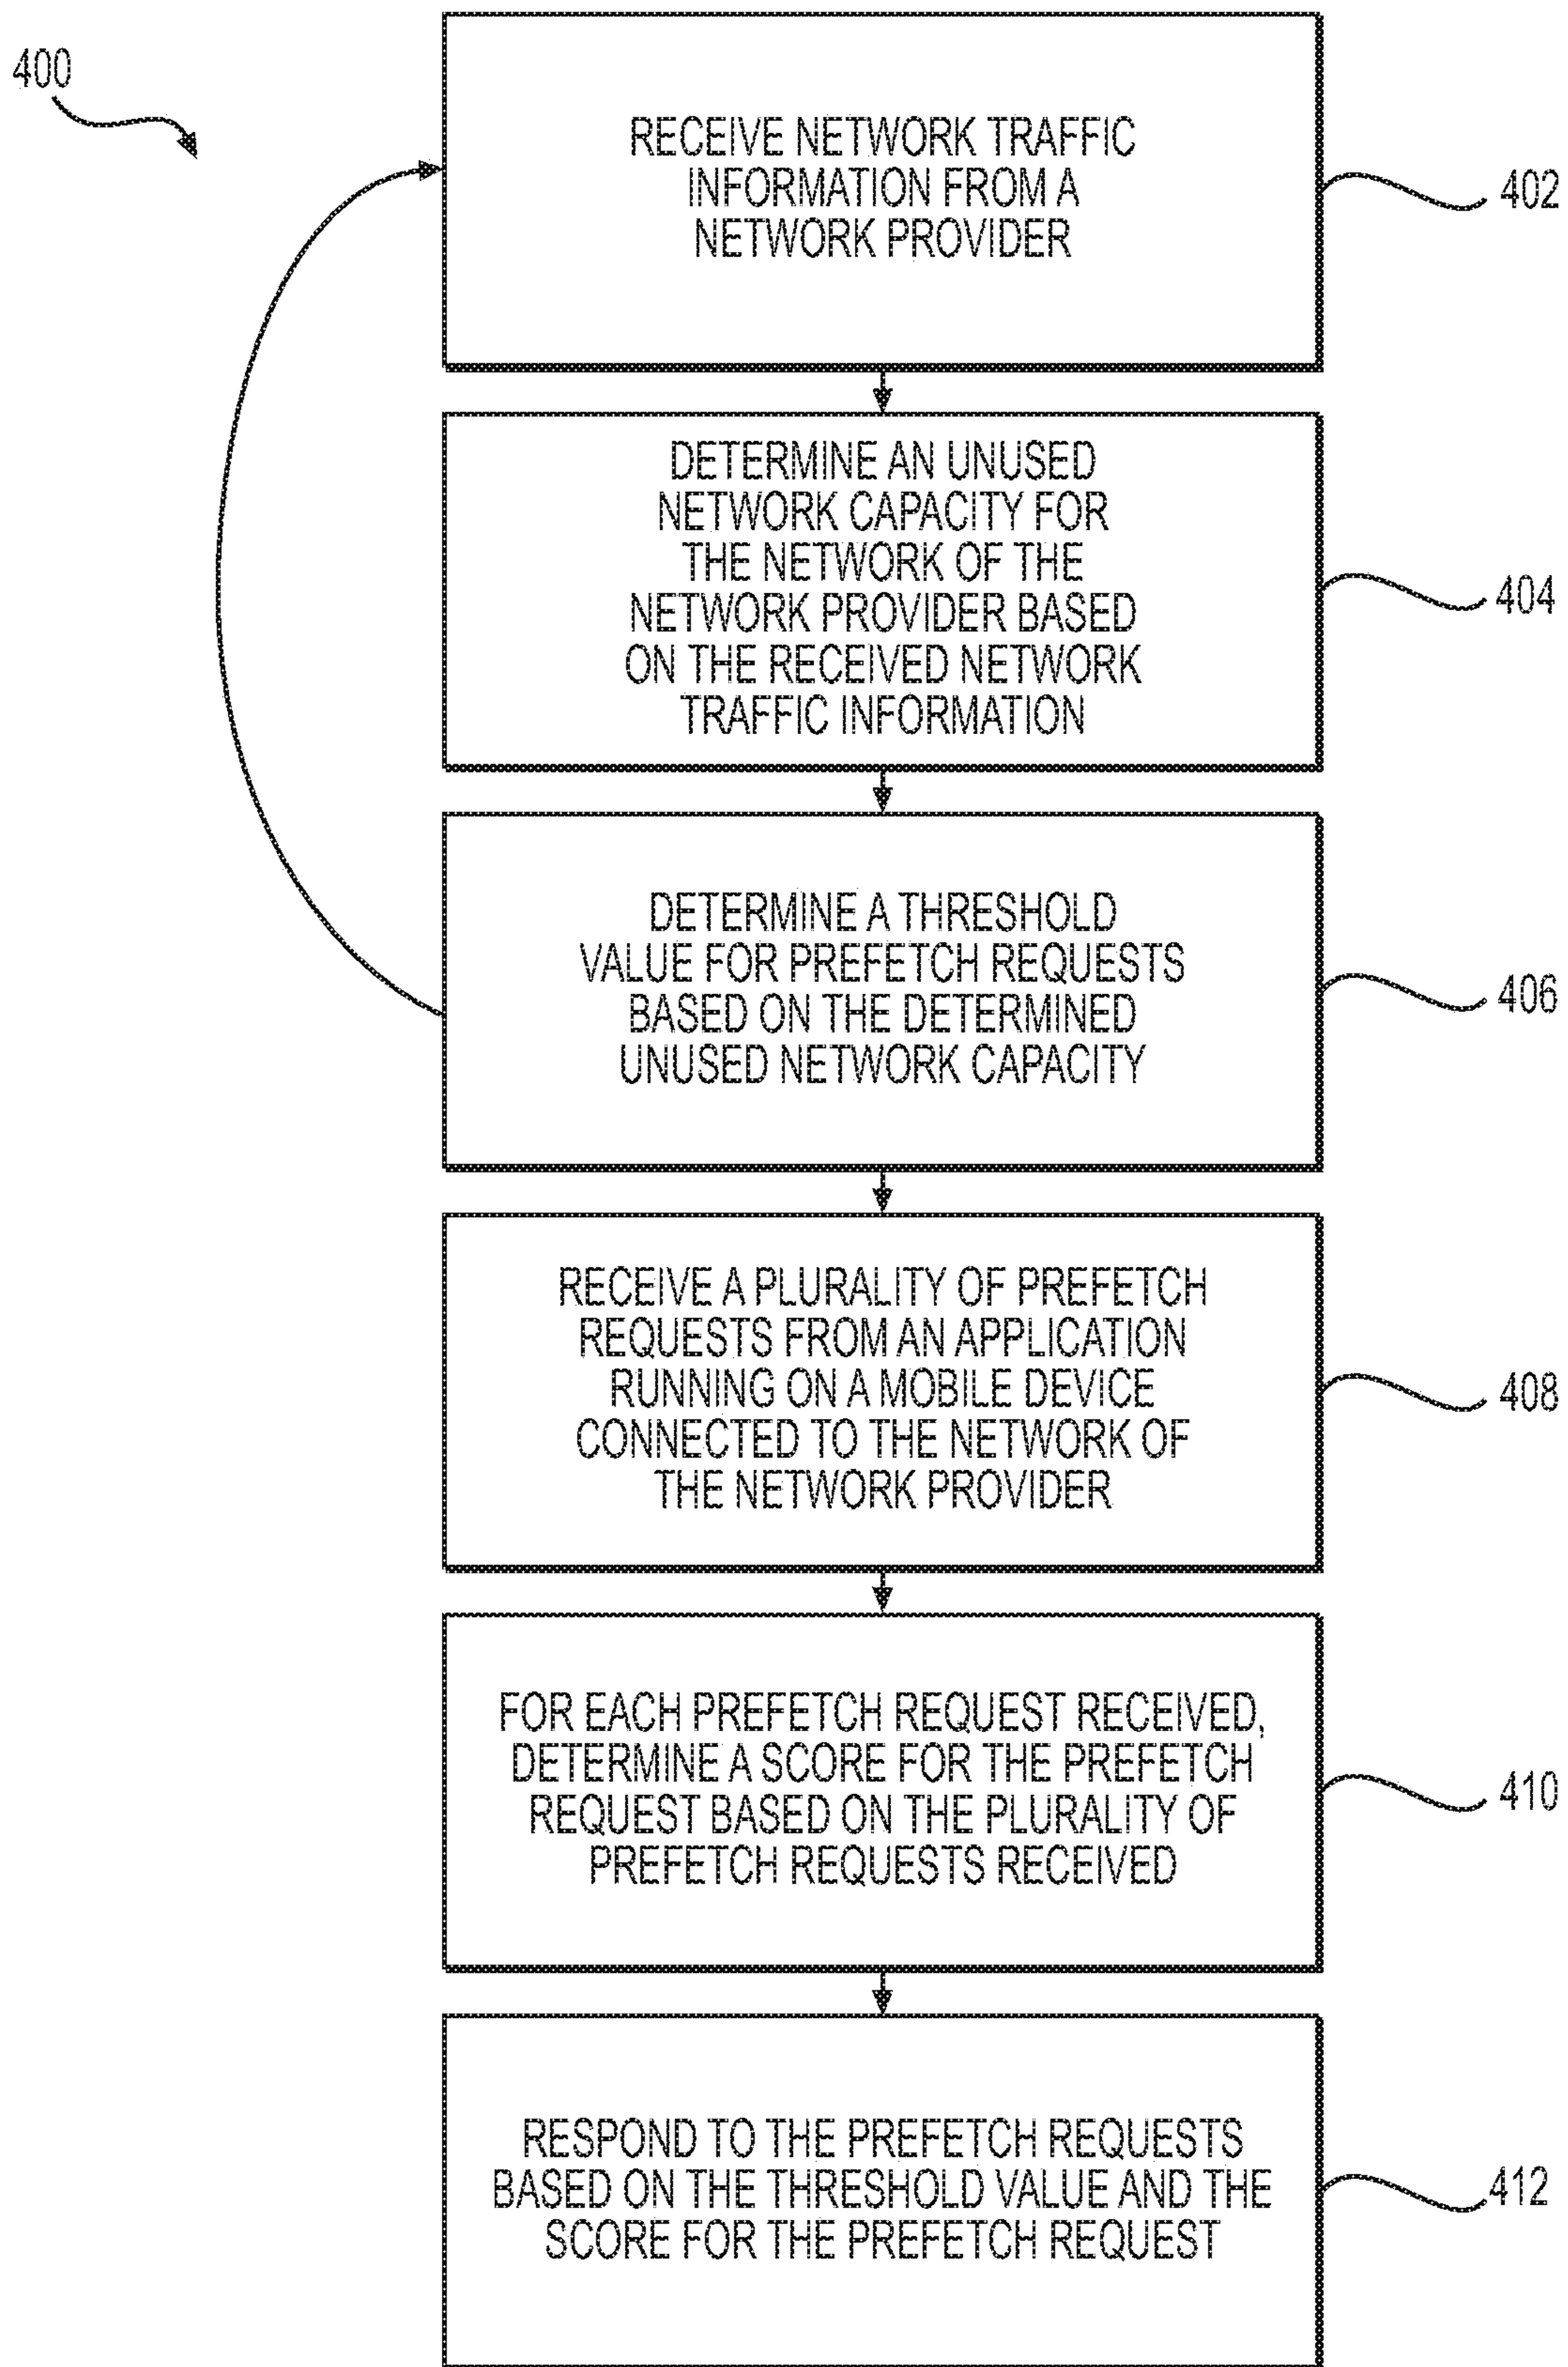 400
RECEIVE NETWORK TRAFFIC
INFORMATION FROM A
NETWORK PROVIDER
402
DETERMINE AN UNUSED
NETWORK CAPACITY FOR
THE NETWORK OF THE
NETWORK PROVIDER BASED
ON THE RECEIVED NETWORK
TRAFFIC INFORMATION
404
DETERMINE A THRESHOLD
VALUE FOR PREFETCH REQUESTS
BASED ON THE DETERMINED
UNUSED NETWORK CAPACITY
406
RECEIVE A PLURALITY OF PREFETCH
REQUESTS FROM AN APPLICATION
RUNNING ON A MOBILE DEVICE
CONNECTED TO THE NETWORK OF
THE NETWORK PROVIDER
408
FOR EACH PREFETCH REQUEST RECEIVED,
DETERMINE A SCORE FOR THE PREFETCH
REQUEST BASED ON THE PLURALITY OF
PREFETCH REQUESTS RECEIVED
410
RESPOND TO THE PREFETCH REQUESTS
BASED ON THE THRESHOLD VALUE AND THE
SCORE FOR THE PREFETCH REQUEST
412